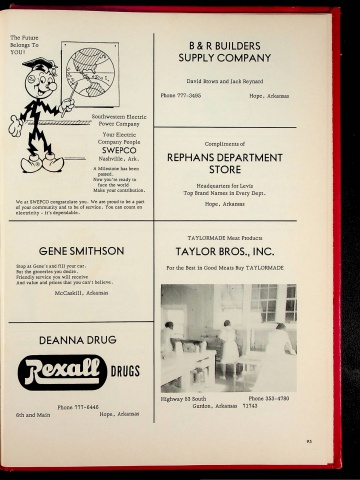 The Future
Belongs To
YOU!
Southwestern Electric
Power Company
Your Electric
Company People
SWEPCO
Nashville, Ark.
A Milestone has been
passed.
Now you're ready to
face the world
Make your contribution.
We at SWEPCO congratulate you. We are proud to be a part
of your community and to be of service. You can count on
electricity - it's dependable.
B & R BUILDERS
SUPPLY COMPANY
David Brown and Jack Reynard
Phone 777-3495 Hope, Arkansas
Compliments of
REPHANS DEPARTMENT
STORE
Headquarters for Levis
Top Brand Names in Every Dept.
Hope, Arkansas
GENE SMITHSON
Stop at Gene's and fill your car.
Buy the groceries you desire.
Friendly service you will receive
And value and prices that you can't believe.
McCaskill, Arkansas
TAYLORMADE Meat Products
TAYLOR BROS., INC.
For the Best in Good Meats Buy TAYLORMADE
Highway 53 South Phone 353-4780
Gurdon, Arkansas 71743
DEANNA DRUG
Rexall DRUGS
Phone 777-6446
6th and Main Hope, Arkansas